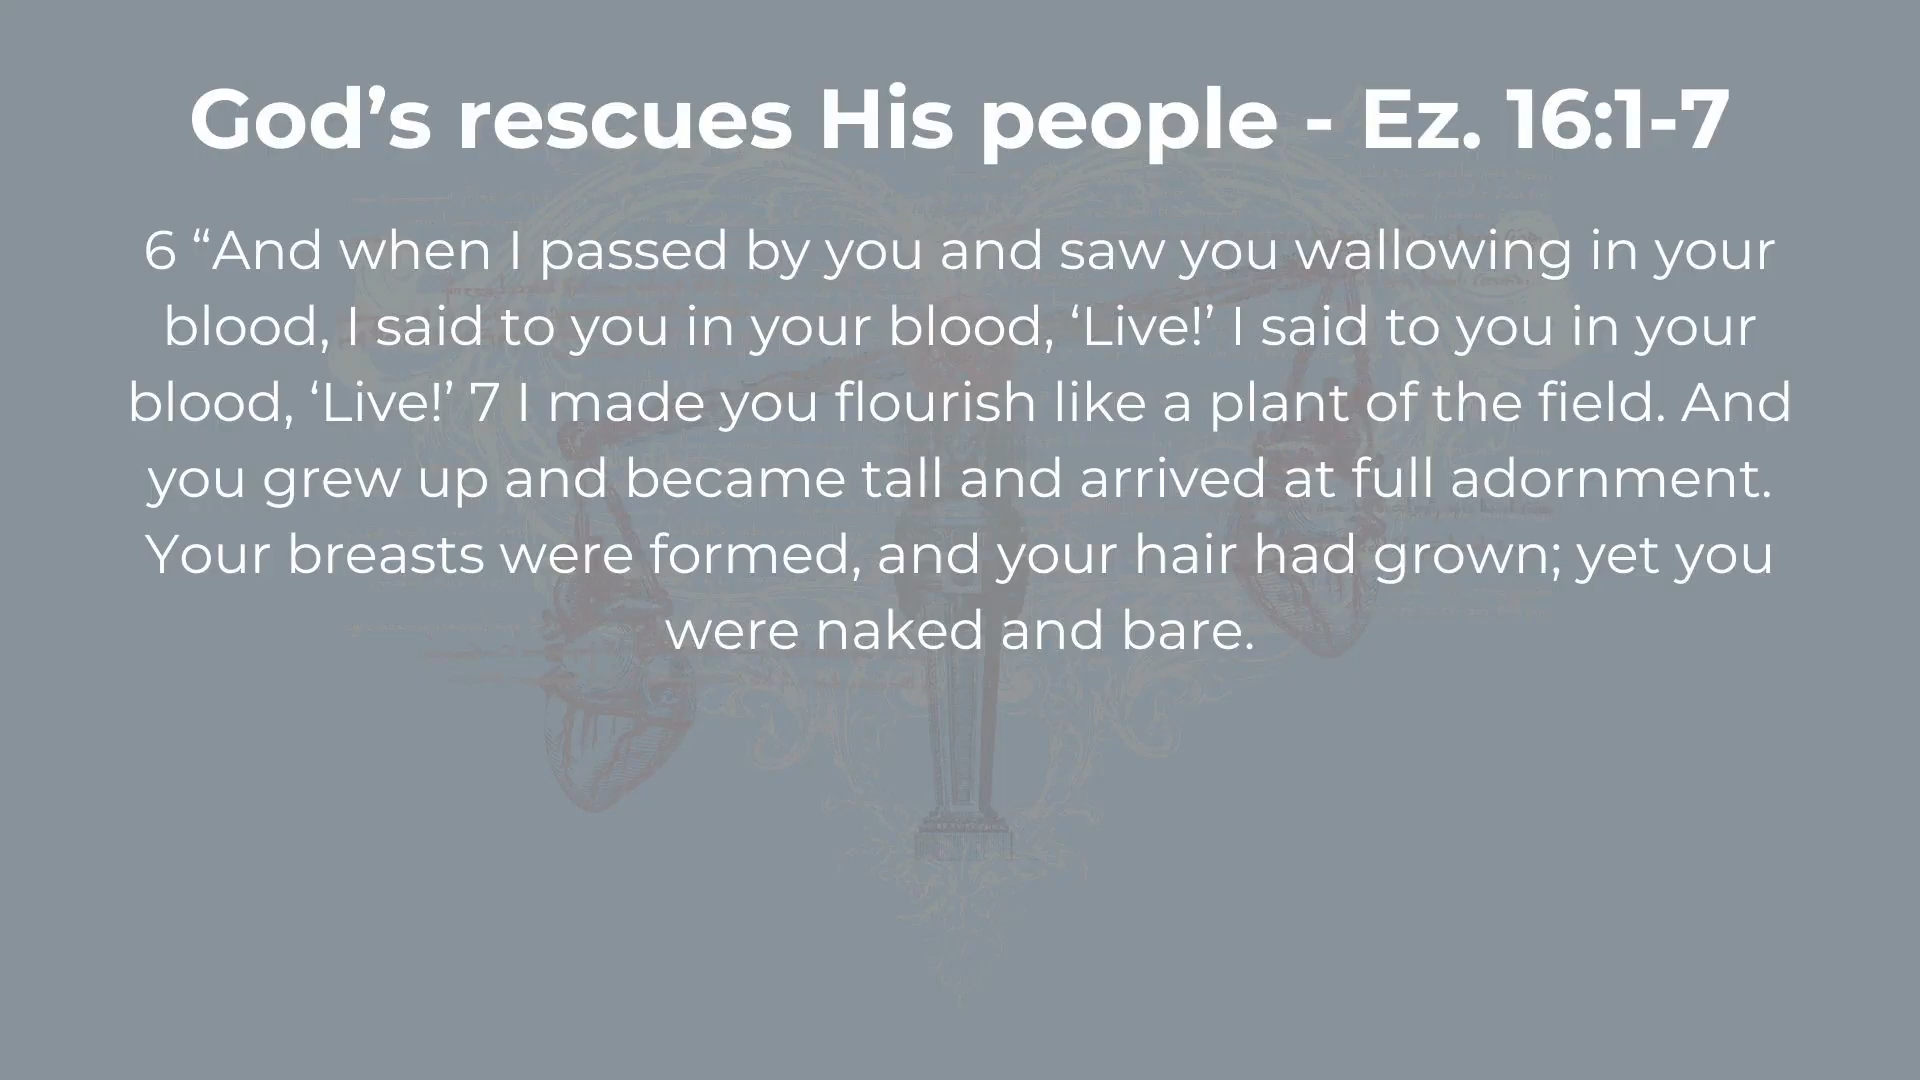 God’s rescues His people - Ez. 16:1-7
6 “And when I passed by you and saw you wallowing in your
blood, I said to you in your blood, ‘Live!’ I said to you in your
blood, ‘Live!’ 7 I made you flourish like a plant of the field. And
you grew up and became tall and arrived at full adornment.
Your breasts were formed, and your hair had grown; yet you
were naked and bare.